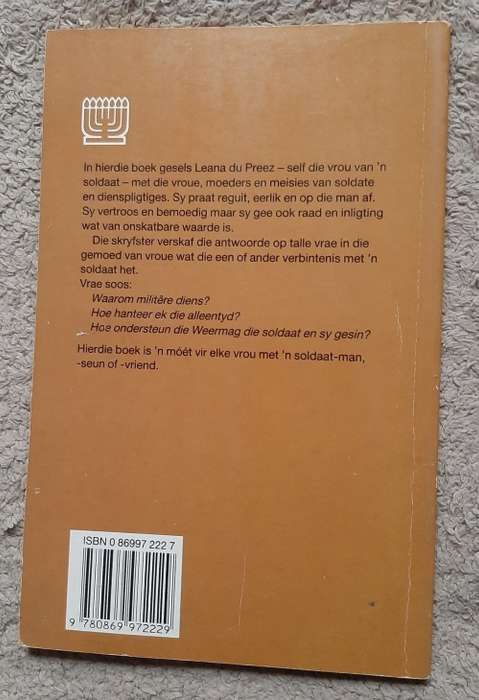 In hierdie boek gesels Leana du Preez – self die vrou van 'n
soldaat – met die vroue, moeders en meisies van soldate
en dienspligtiges. Sy praat reguit, eerlik en op die man af.
Sy vertroos en bemoedig maar sy gee ook raad en inligting
wat van onskatbare waarde is.
Die skryfster verskaf die antwoorde op talle vrae in die
gemoed van vroue wat die een of ander verbintenis met 'n
soldaat het.
Vrae soos:
Waarom militêre diens?
Hoe hanteer ek die alleentyd?
Hoe ondersteun die Weermag die soldaat en sy gesin?
Hierdie boek is 'n móét vir elke vrou met 'n soldaat-man,
-seun of -vriend.
ISBN 0 86997 222 7
9 780869 972229